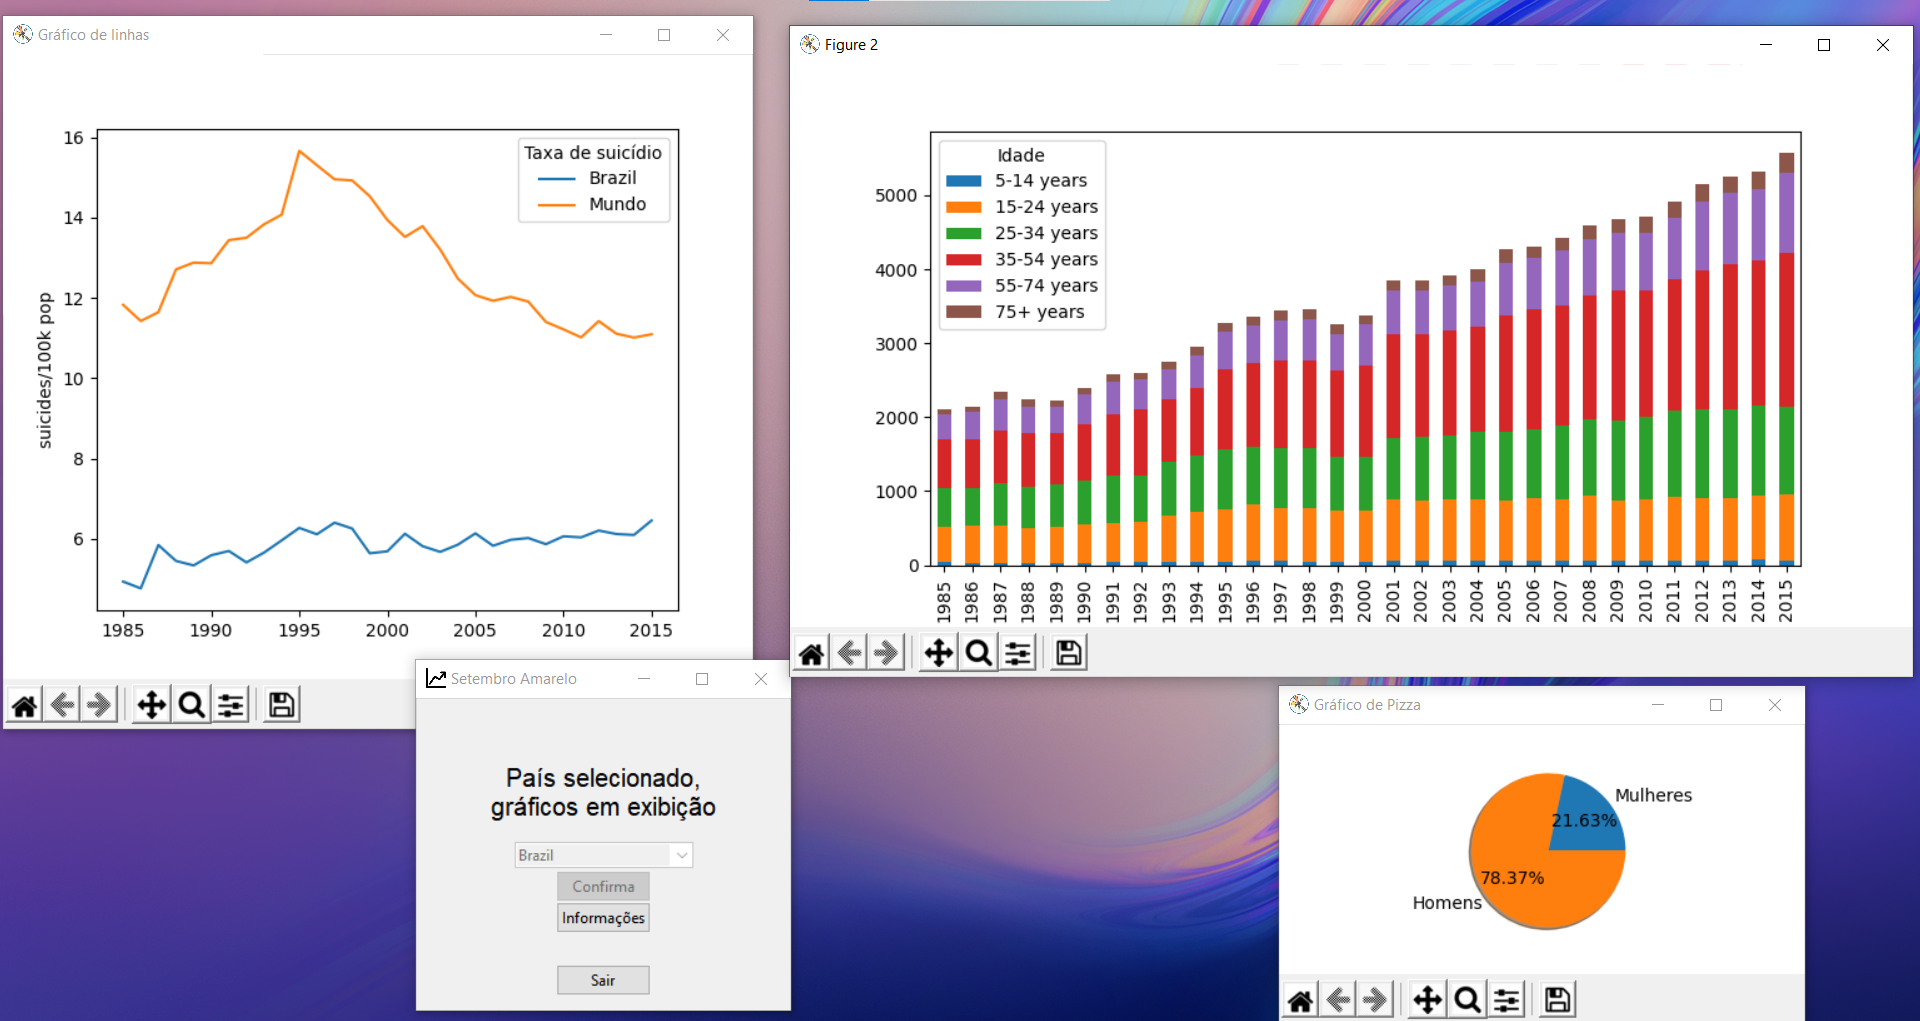 Gráfico de linhas
16
14
12
10
8
6
suicides/100k pop
Taxa de suicídio
Brazil
Mundo
1985 1990 1995 2000 2005 2010 2015
Figure 2
5000
4000
3000
2000
1000
0
Idade
5-14 years
15-24 years
25-34 years
35-54 years
55-74 years
75+ years
1985 1986 1987 1988 1989 1990 1991 1992 1993 1994 1995 1996 1997 1998 1999 2000 2001 2002 2003 2004 2005 2006 2007 2008 2009 2010 2011 2012 2013 2014 2015
Setembro Amarelo
País selecionado,
gráficos em exibição
Brazil
Confirma
Informações
Sair
Gráfico de Pizza
Mulheres
21.63%
78.37%
Homens